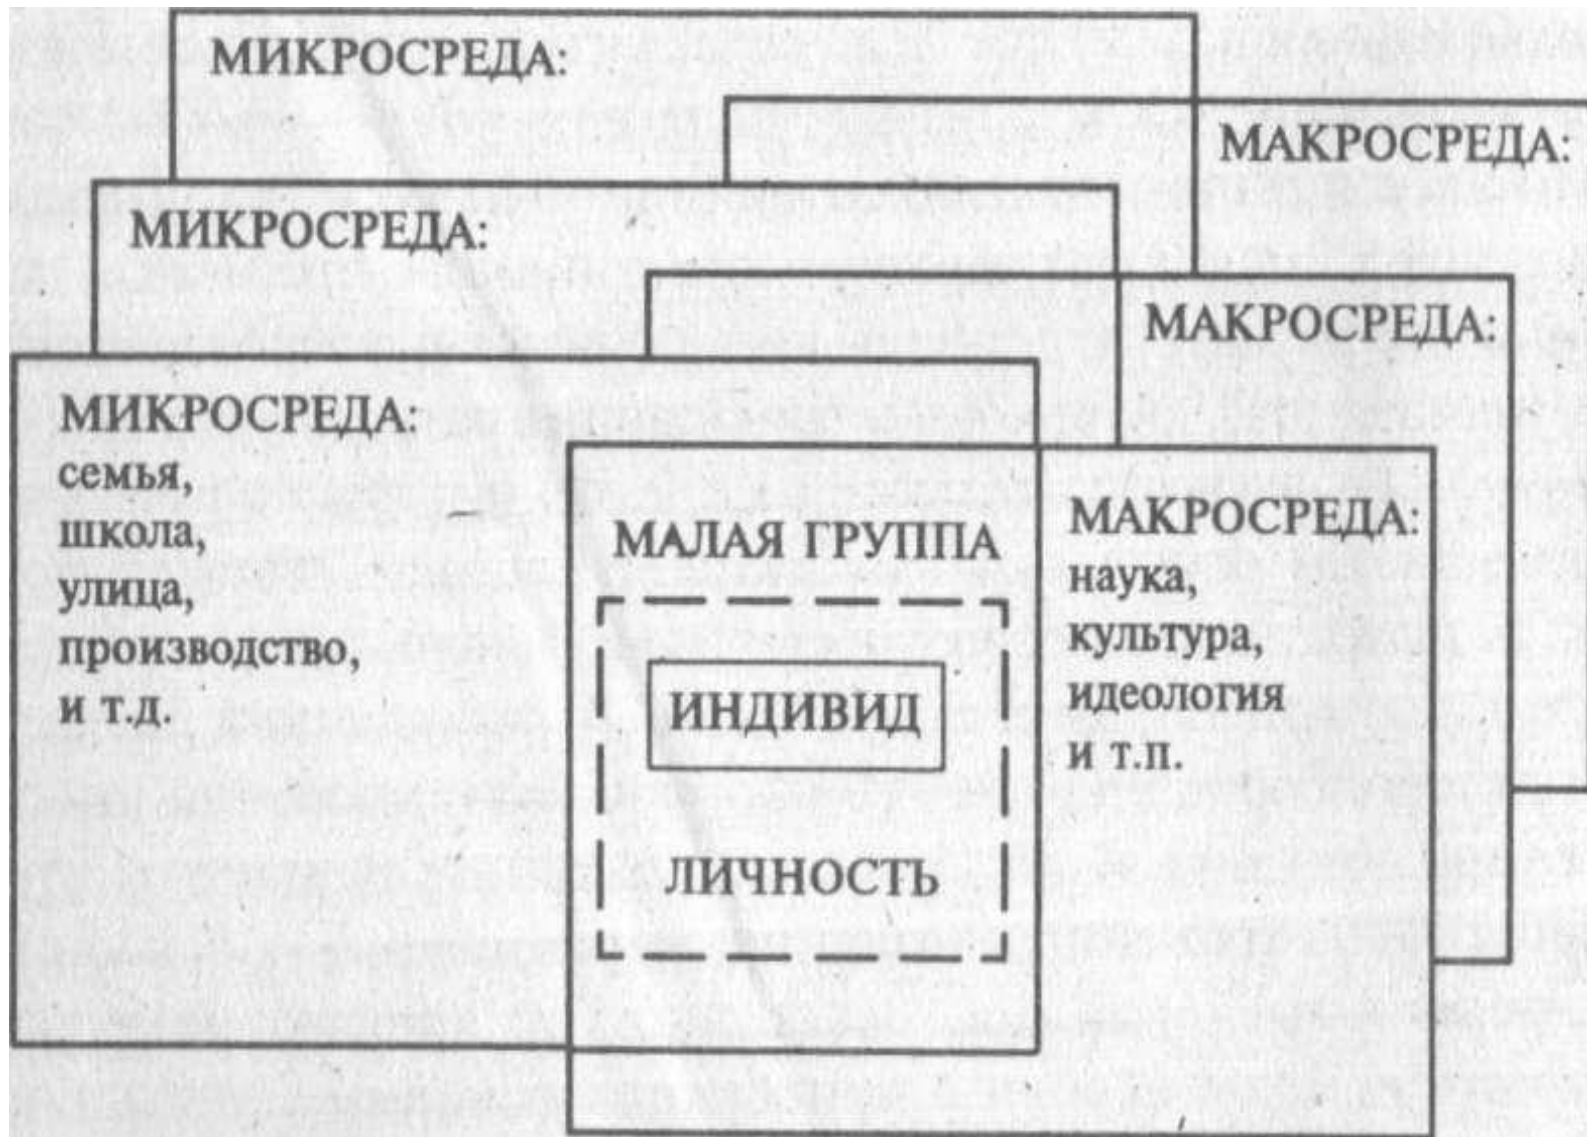 МИКРОСРЕДА:
МАКРОСРЕДА:
МИКРОСРЕДА:
МАКРОСРЕДА:
МИКРОСРЕДА:
семья,
школа,
улица,
производство,
и т.д.
МАЛАЯ ГРУППА
ИНДИВИД
ЛИЧНОСТЬ
МАКРОСРЕДА:
наука,
культура,
идеология
и т.п.